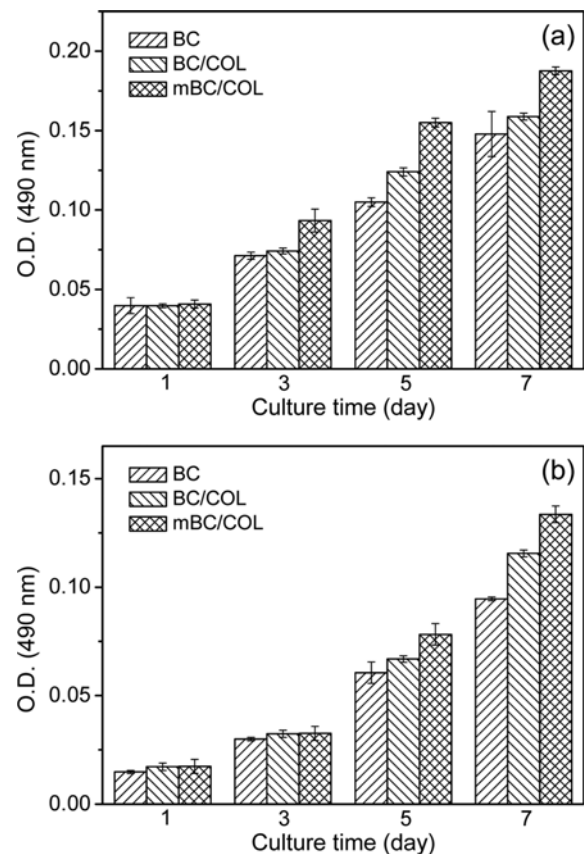 (a)
BC
BC/COL
mBC/COL
0.20
0.15
0.10
0.05
0.00
O.D. (490 nm)
1 3 5 7
Culture time (day)
(b)
BC
BC/COL
mBC/COL
0.15
0.10
0.05
0.00
O.D. (490 nm)
1 3 5 7
Culture time (day)